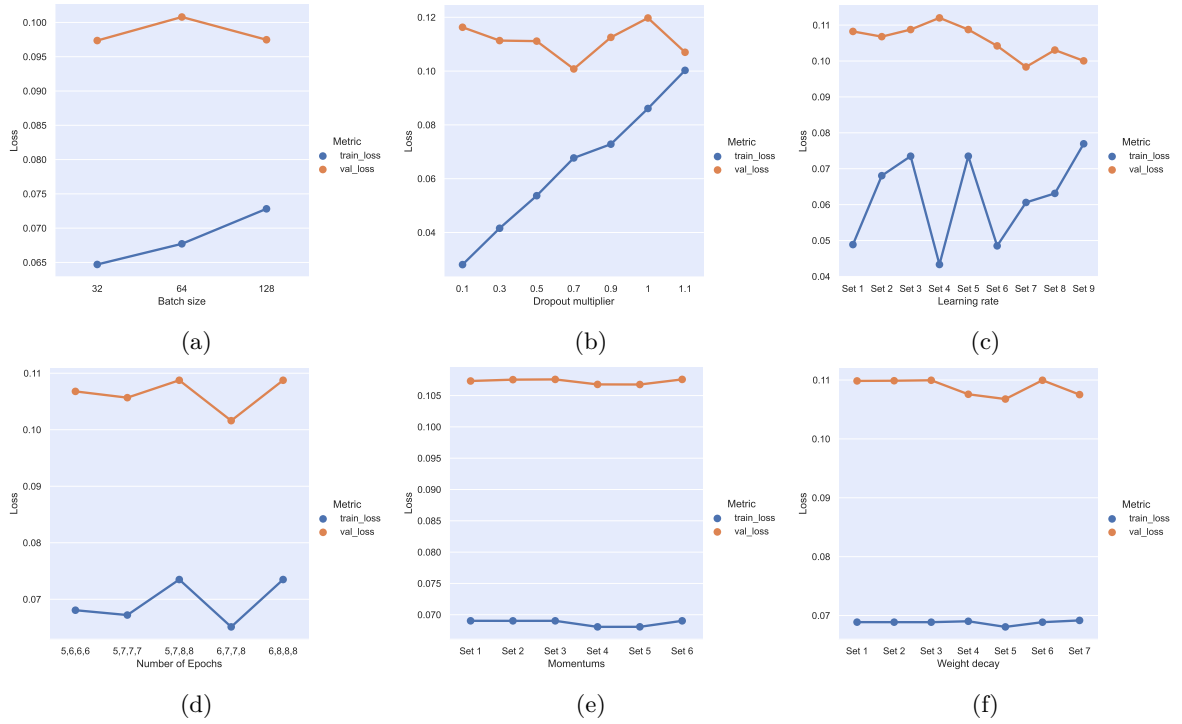 0.100
0.095
0.090
0.085
0.080
0.075
0.070
0.065
Loss
32 64 128
Batch size
Metric
train_loss
val_loss
(a)
0.12
0.10
0.08
0.06
0.04
Loss
0.1 0.3 0.5 0.7 0.9 1 1.1
Dropout multiplier
Metric
train_loss
val_loss
(b)
0.11
0.10
0.09
0.08
0.07
0.06
0.05
0.04
Loss
Set 1 Set 2 Set 3 Set 4 Set 5 Set 6 Set 7 Set 8 Set 9
Learning rate
Metric
train_loss
val_loss
(c)
0.11
0.10
0.09
0.08
0.07
Loss
5,6,6,6 5,7,7,7 5,7,8,8 6,7,7,8 6,8,8,8
Number of Epochs
Metric
train_loss
val_loss
(d)
0.105
0.100
0.095
0.090
0.085
0.080
0.075
0.070
Loss
Set 1 Set 2 Set 3 Set 4 Set 5 Set 6
Momentums
Metric
train_loss
val_loss
(e)
0.11
0.10
0.09
0.08
0.07
Loss
Set 1 Set 2 Set 3 Set 4 Set 5 Set 6 Set 7
Weight decay
Metric
train_loss
val_loss
(f)